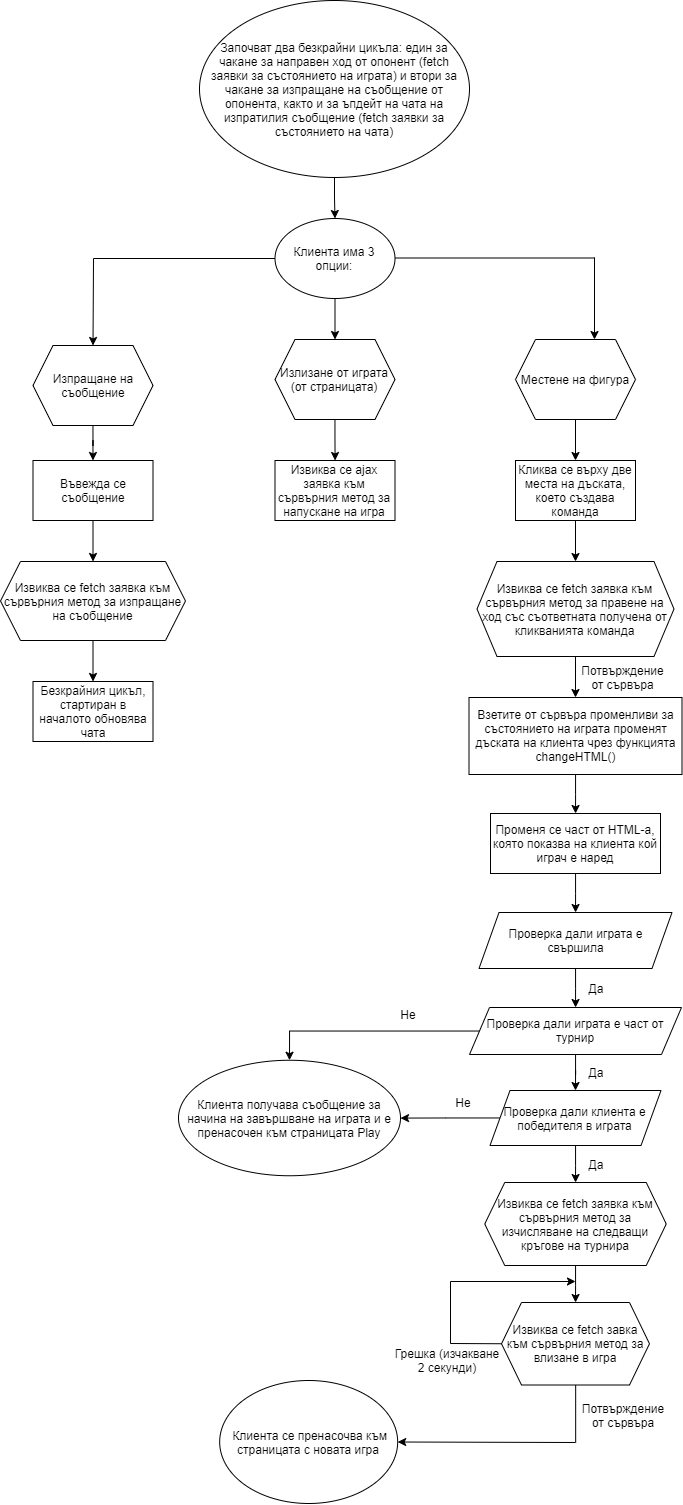 Започват два безкрайни цикъла: един за
чакане за направен ход от опонент (fetch
заявки за състоянието на играта) и втори за
чакане за изпращане на съобщение от
опонента, както и за ъпдейт на чата на
изпратилия съобщение (fetch заявки за
състоянието на чата)
Клиента има 3
опции:
Изпращане на
съобщение
Излизане от играта
(от страницата)
Местене на фигура
Въвежда се
съобщение
Извиква се ajax
заявка към
сървърния метод за
напускане на игра
Кликва се върху две
места на дъската,
което създава
команда
Извиква се fetch заявка към
сървърния метод за изпращане
на съобщение
Извиква се fetch заявка към
сървърния метод за правене на
ход със съответната получена от
кликванията команда
Безкрайния цикъл,
стартиран в
началото обновява
чата
Потвърждение
от сървъра
Взетите от сървъра променливи за
състоянието на играта променят
дъската на клиента чрез функцията
changeHTML()
Променя се част от HTML-а,
която показва на клиента кой
играч е наред
Проверка дали играта е
свършила
Да
Проверка дали играта е част от
турнир
Не
Да
Клиента получава съобщение за
начина на завършване на играта и е
пренасочен към страницата Play
Не
Проверка дали клиента е
победителя в играта
Да
Извиква се fetch заявка към
сървърния метод за
изчисляване на следващи
кръгове на турнира
Извиква се fetch завка
към сървърния метод за
влизане в игра
Грешка (изчакване
2 секунди)
Потвърждение
от сървъра
Клиента се пренасочва към
страницата с новата игра